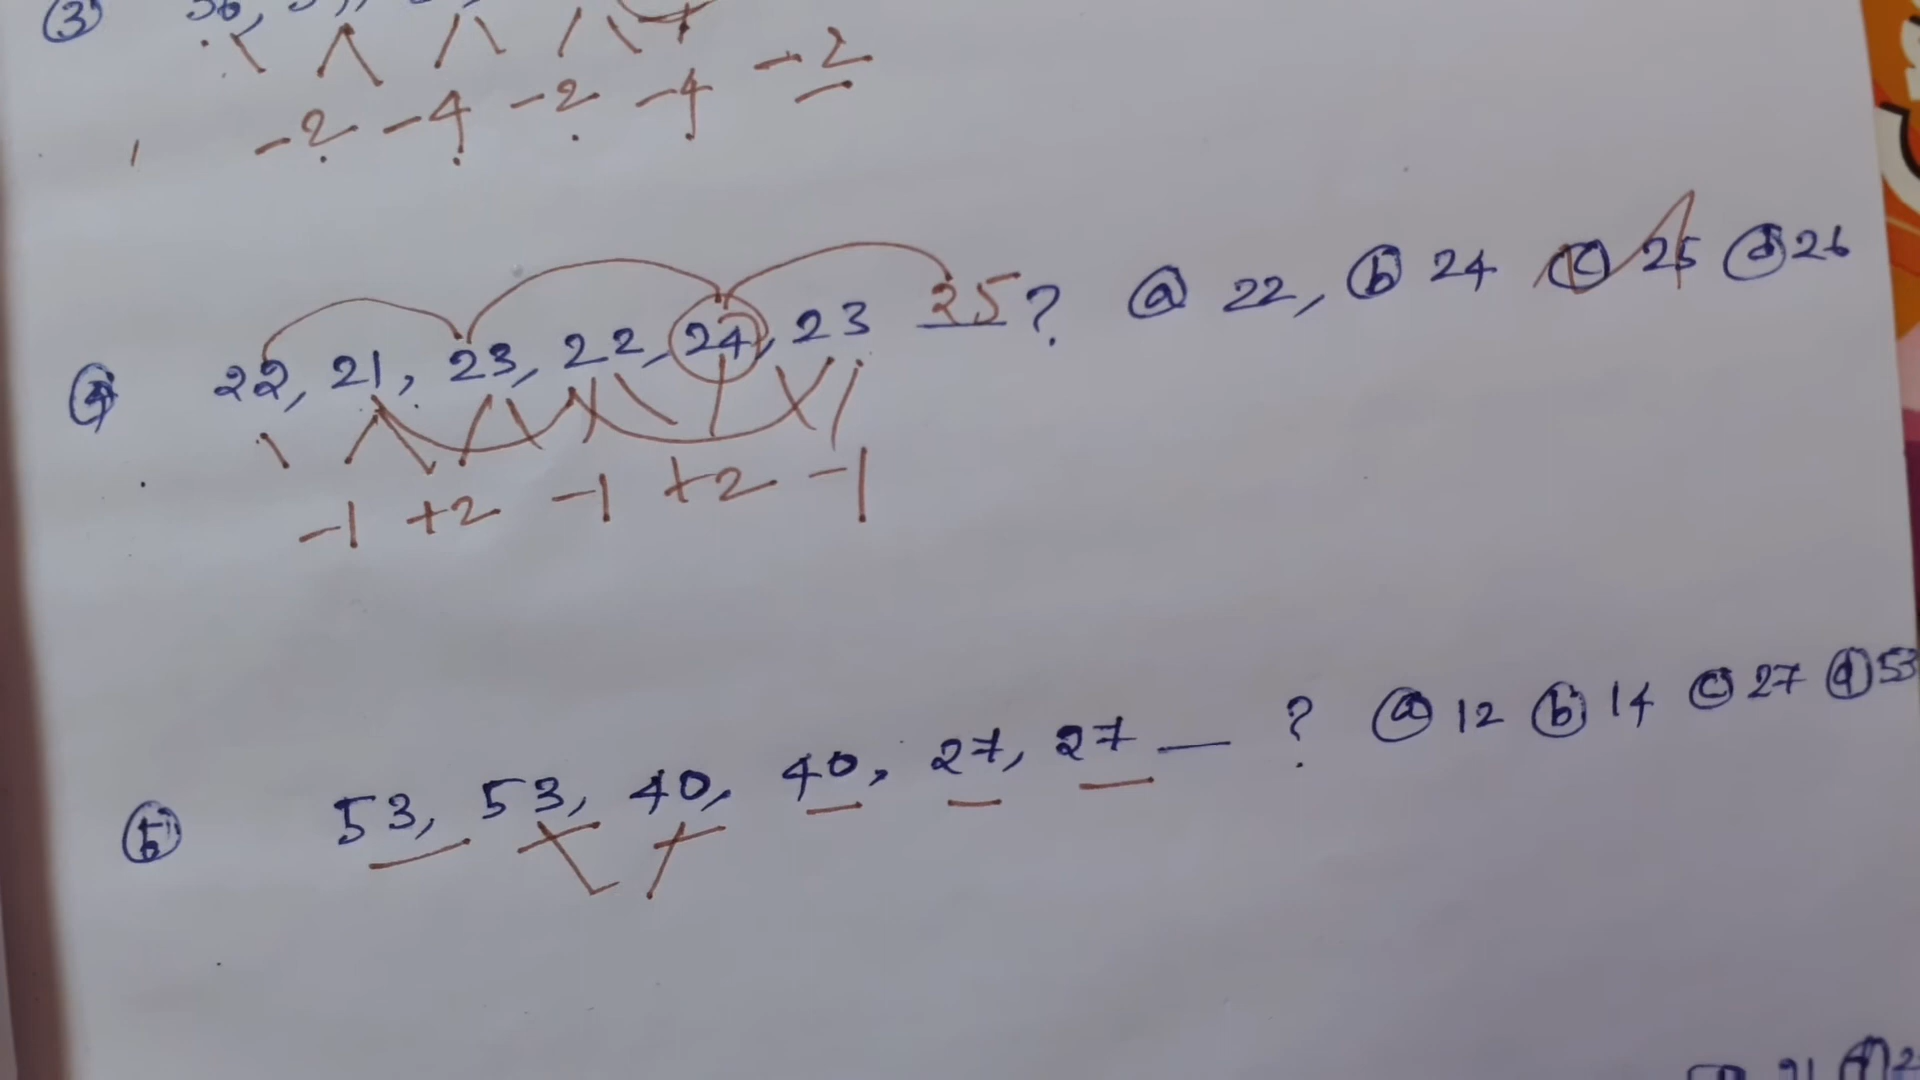 ③
-2 -4 -2 -4 -2
④ 22, 21, 23, 22, 24, 23 25? ⓐ 22, ⓑ 24 ⓒ 25 ⓓ 26
-1 +2 -1 +2 -1
⑤ 53, 53, 40, 40, 27, 27 __ ? ⓐ 12 ⓑ 14 ⓒ 27 ⓓ 53